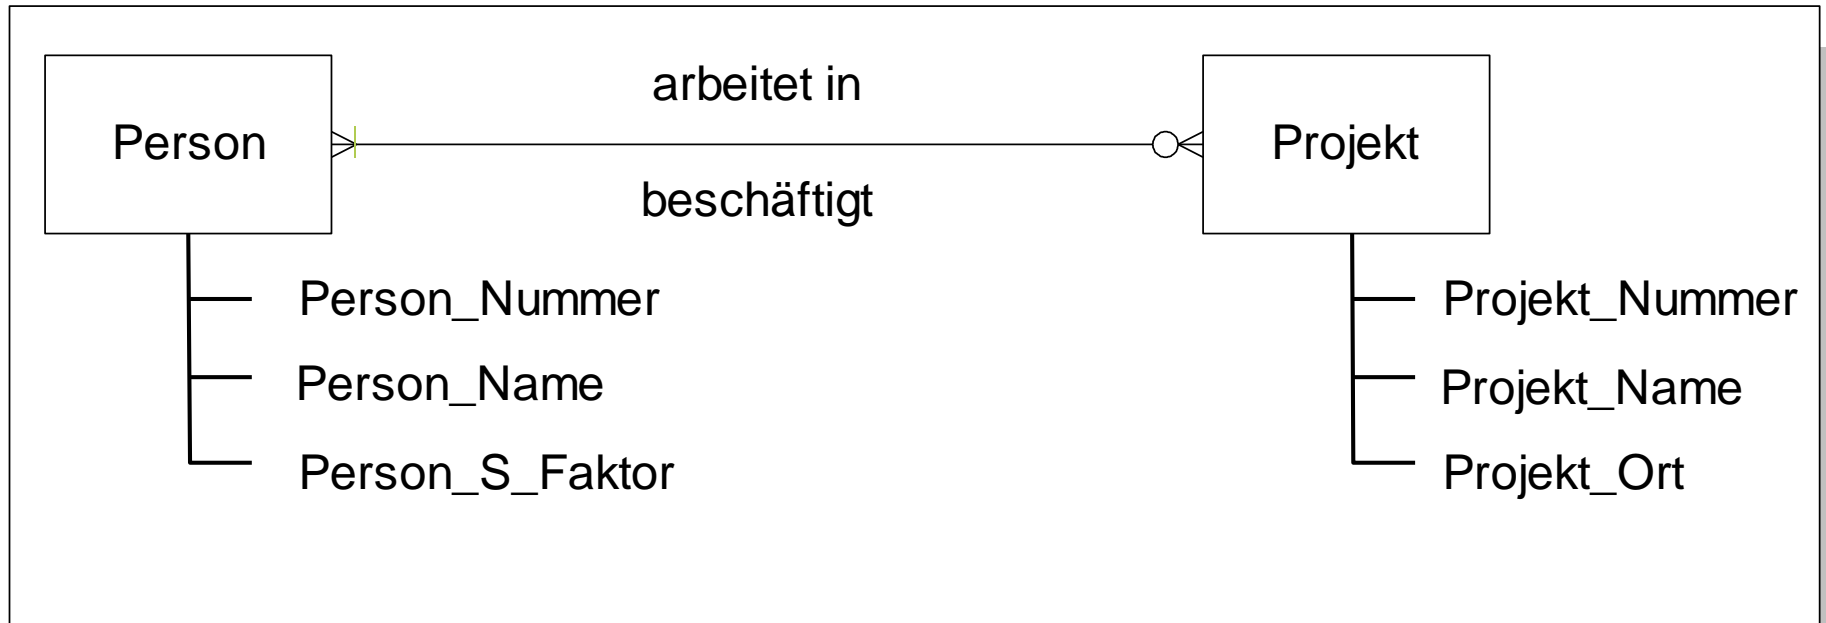 arbeitet in
Person
Projekt
beschäftigt
Person_Nummer
Person_Name
Person_S_Faktor
Projekt_Nummer
Projekt_Name
Projekt_Ort